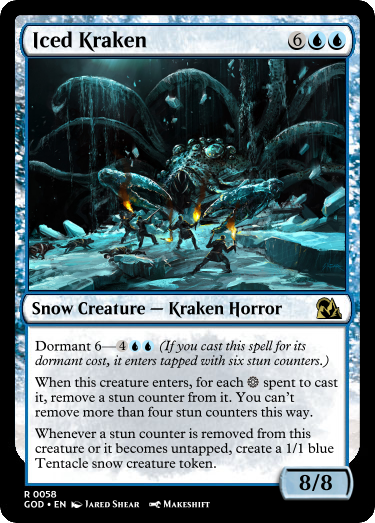 Iced Kraken 6
Snow Creature — Kraken Horror
Dormant 6—4 (If you cast this spell for its
dormant cost, it enters tapped with six stun counters.)
When this creature enters, for each spent to cast
it, remove a stun counter from it. You can't
remove more than four stun counters this way.
Whenever a stun counter is removed from this
creature or it becomes untapped, create a 1/1 blue
Tentacle snow creature token.
8/8
R 0058
GOD • EN Jared Shear Makeshift